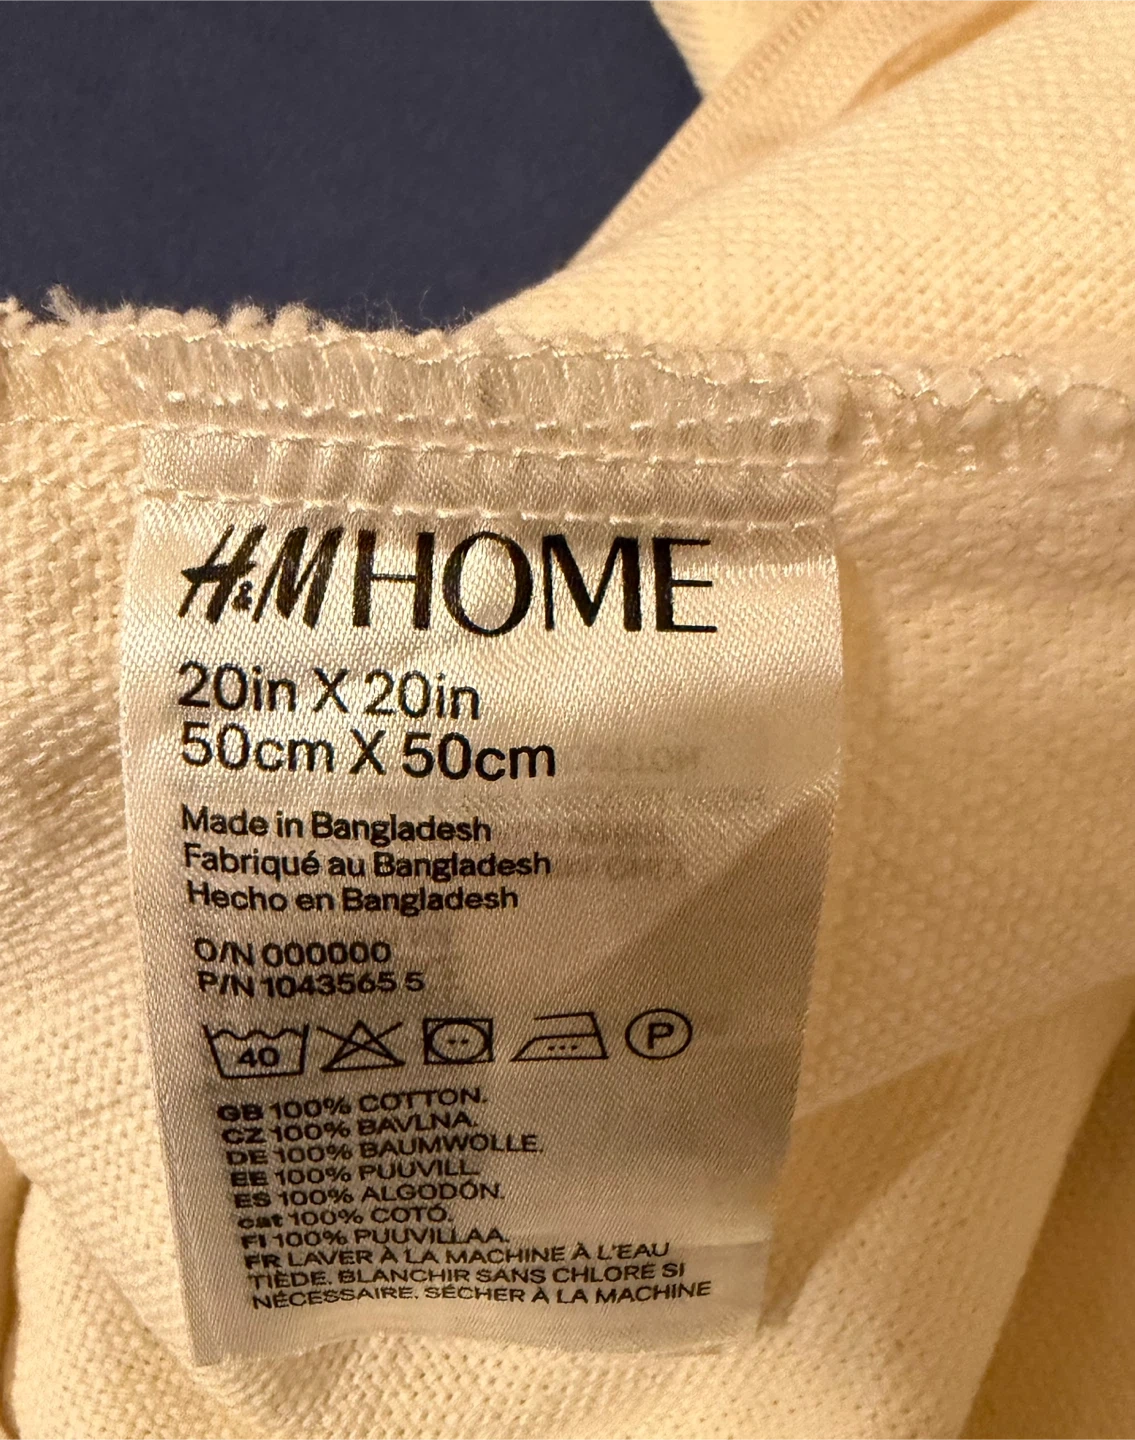 H&M HOME
20in X 20in
50cm X 50cm
Made in Bangladesh
Fabriqué au Bangladesh
Hecho en Bangladesh
O/N 000000
P/N 1043565 5
40 P
GB 100% COTTON.
CZ 100% BAVLNA.
DE 100% BAUMWOLLE.
EE 100% PUUVILL.
ES 100% ALGODÓN.
cat 100% COTÓ.
FI 100% PUUVILLAA.
FR LAVER À LA MACHINE À L'EAU
TIÈDE. BLANCHIR SANS CHLORE SI
NÉCESSAIRE. SÉCHER À LA MACHINE